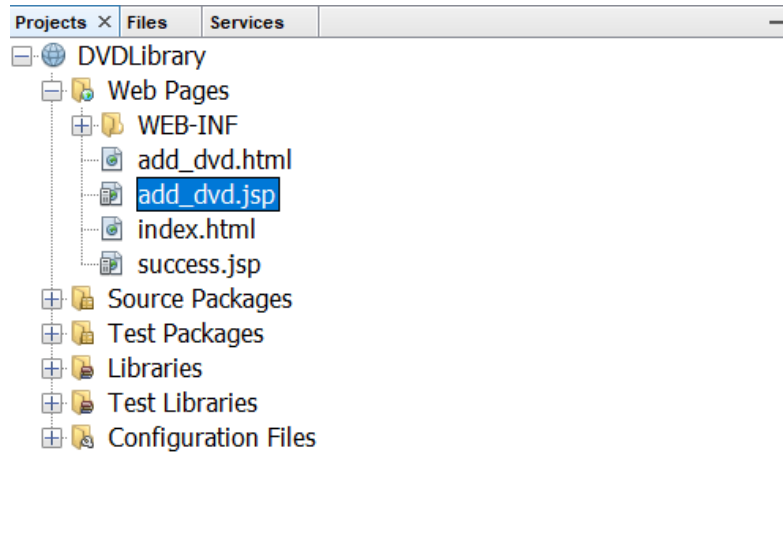 Projects Files Services
DVDLibrary
Web Pages
WEB-INF
add_dvd.html
add_dvd.jsp
index.html
success.jsp
Source Packages
Test Packages
Libraries
Test Libraries
Configuration Files